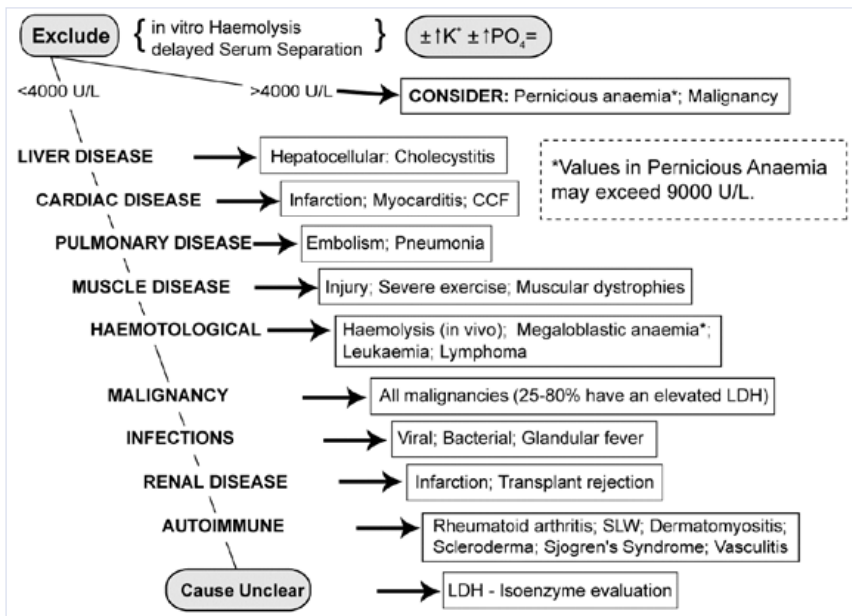 Exclude { in vitro Haemolysis
delayed Serum Separation } ±↑K⁺ ±↑PO₄=
<4000 U/L >4000 U/L CONSIDER: Pernicious anaemia*; Malignancy
LIVER DISEASE Hepatocellular: Cholecystitis
*Values in Pernicious Anaemia
may exceed 9000 U/L.
CARDIAC DISEASE Infarction; Myocarditis; CCF
PULMONARY DISEASE Embolism; Pneumonia
MUSCLE DISEASE Injury; Severe exercise; Muscular dystrophies
HAEMOTOLOGICAL Haemolysis (in vivo); Megaloblastic anaemia*;
Leukaemia; Lymphoma
MALIGNANCY All malignancies (25-80% have an elevated LDH)
INFECTIONS Viral; Bacterial; Glandular fever
RENAL DISEASE Infarction; Transplant rejection
AUTOIMMUNE Rheumatoid arthritis; SLW; Dermatomyositis;
Scleroderma; Sjogren's Syndrome; Vasculitis
Cause Unclear LDH - Isoenzyme evaluation